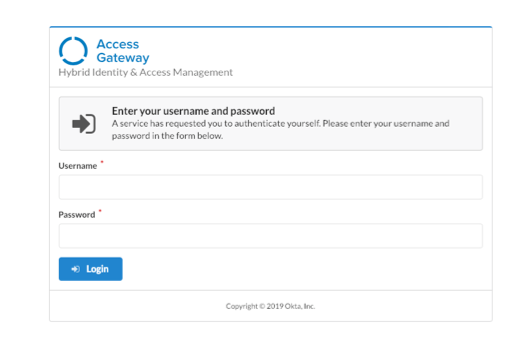 Access
Gateway
Hybrid Identity & Access Management
Enter your username and password
A service has requested you to authenticate yourself. Please enter your username and
password in the form below.
Username *
Password *
Login
Copyright © 2019 Okta, Inc.